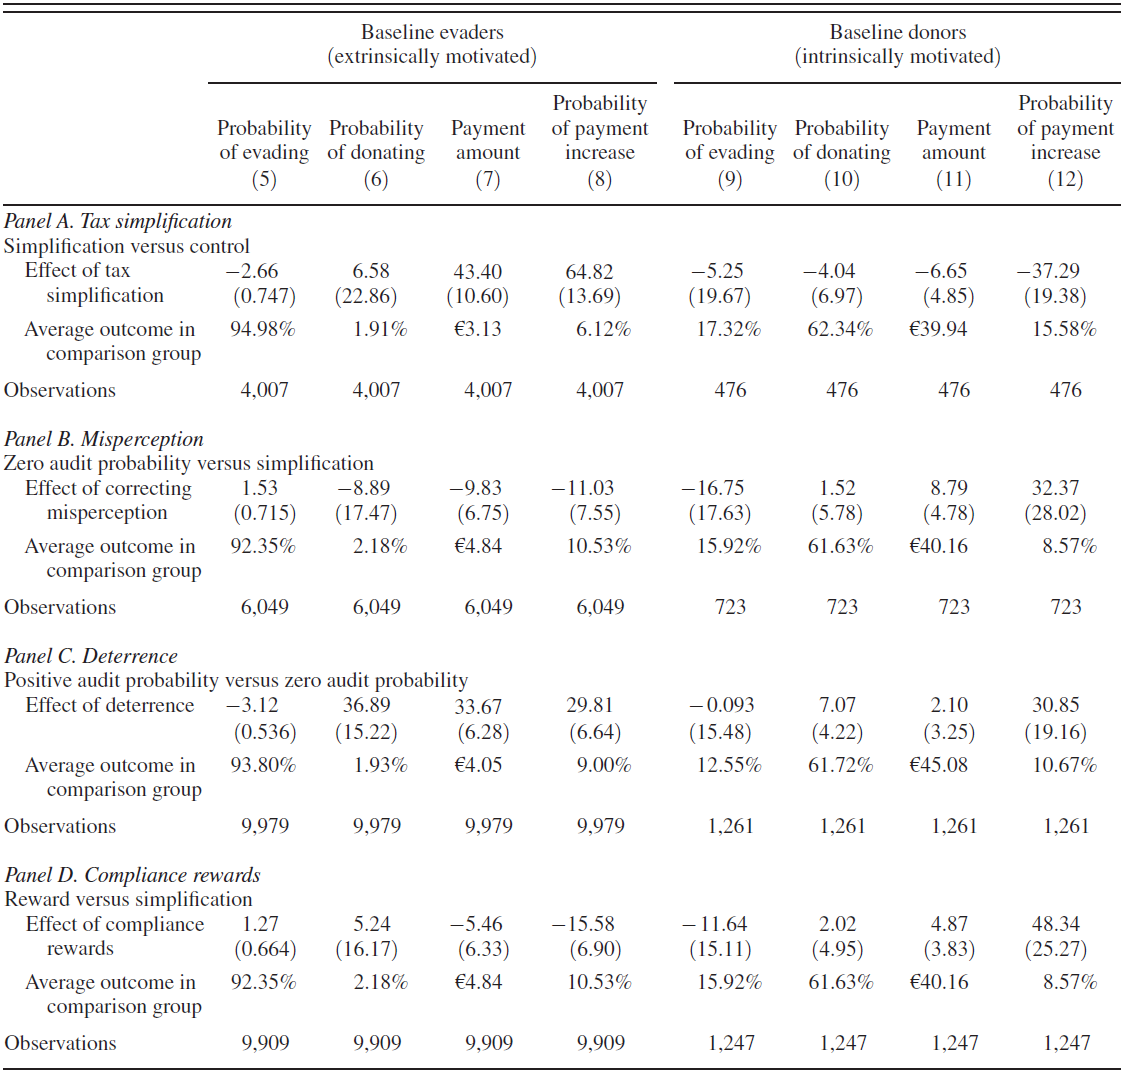 Baseline evaders Baseline donors
(extrinsically motivated) (intrinsically motivated)
Probability Probability
Probability Probability Payment of payment Probability Probability Payment of payment
of evading of donating amount increase of evading of donating amount increase
(5) (6) (7) (8) (9) (10) (11) (12)
Panel A. Tax simplification
Simplification versus control
Effect of tax −2.66 6.58 43.40 64.82 −5.25 −4.04 −6.65 −37.29
simplification (0.747) (22.86) (10.60) (13.69) (19.67) (6.97) (4.85) (19.38)
Average outcome in 94.98% 1.91% €3.13 6.12% 17.32% 62.34% €39.94 15.58%
comparison group
Observations 4,007 4,007 4,007 4,007 476 476 476 476
Panel B. Misperception
Zero audit probability versus simplification
Effect of correcting 1.53 −8.89 −9.83 −11.03 −16.75 1.52 8.79 32.37
misperception (0.715) (17.47) (6.75) (7.55) (17.63) (5.78) (4.78) (28.02)
Average outcome in 92.35% 2.18% €4.84 10.53% 15.92% 61.63% €40.16 8.57%
comparison group
Observations 6,049 6,049 6,049 6,049 723 723 723 723
Panel C. Deterrence
Positive audit probability versus zero audit probability
Effect of deterrence −3.12 36.89 33.67 29.81 −0.093 7.07 2.10 30.85
(0.536) (15.22) (6.28) (6.64) (15.48) (4.22) (3.25) (19.16)
Average outcome in 93.80% 1.93% €4.05 9.00% 12.55% 61.72% €45.08 10.67%
comparison group
Observations 9,979 9,979 9,979 9,979 1,261 1,261 1,261 1,261
Panel D. Compliance rewards
Reward versus simplification
Effect of compliance 1.27 5.24 −5.46 −15.58 −11.64 2.02 4.87 48.34
rewards (0.664) (16.17) (6.33) (6.90) (15.11) (4.95) (3.83) (25.27)
Average outcome in 92.35% 2.18% €4.84 10.53% 15.92% 61.63% €40.16 8.57%
comparison group
Observations 9,909 9,909 9,909 9,909 1,247 1,247 1,247 1,247